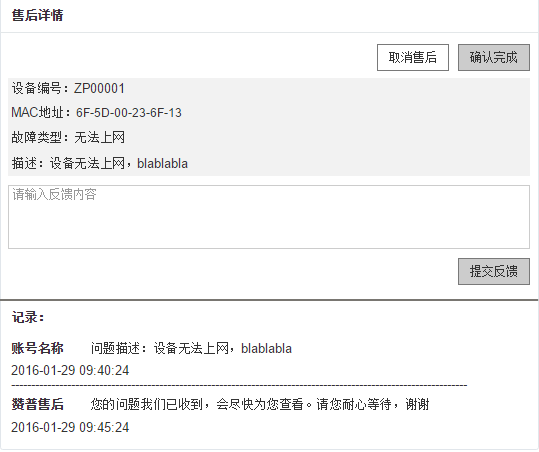 售后详情
取消售后 确认完成
设备编号：ZP00001
MAC地址：6F-5D-00-23-6F-13
故障类型：无法上网
描述：设备无法上网，blablabla
请输入反馈内容
提交反馈
记录：
账号名称 问题描述：设备无法上网，blablabla
2016-01-29 09:40:24
赘普售后 您的问题我们已收到，会尽快为您查看。请您耐心等待，谢谢
2016-01-29 09:45:24